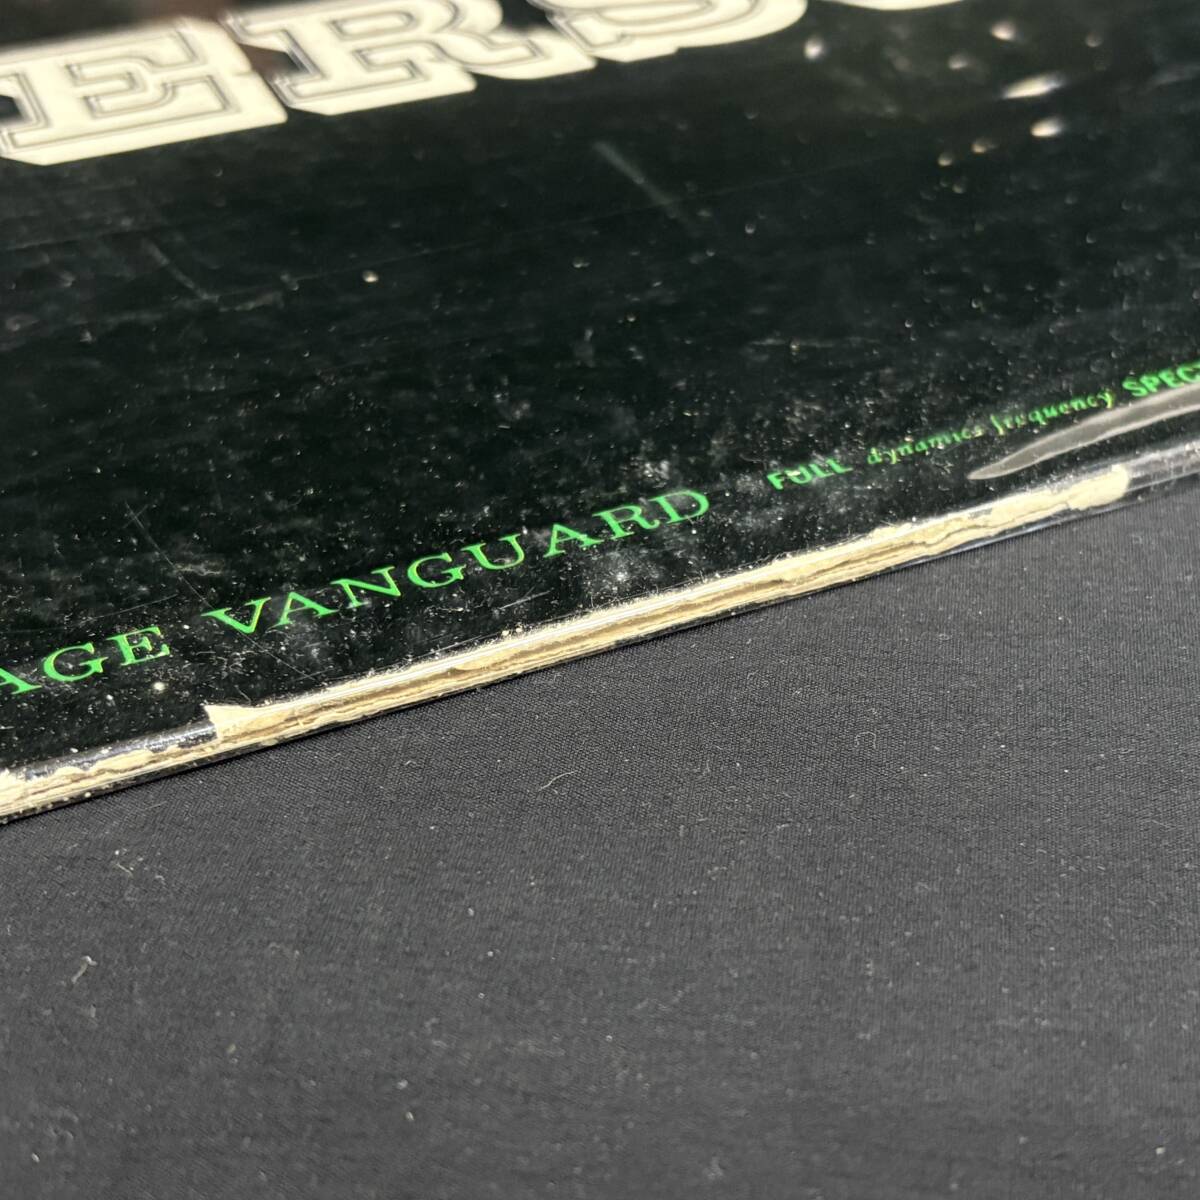 ERS
AGE VANGUARD FULL dynamics frequency SPECT